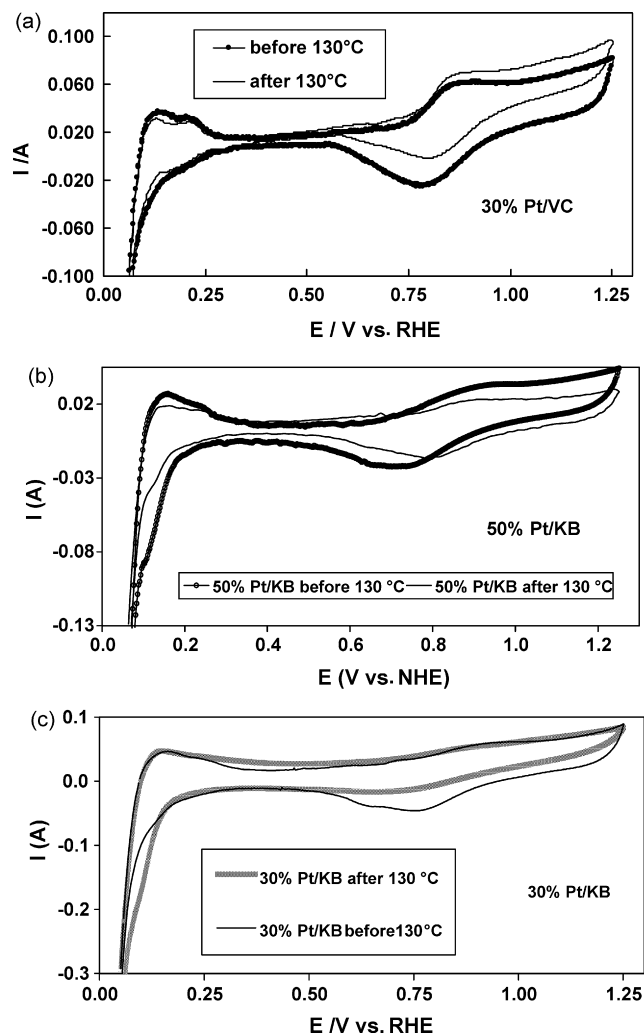 (a)
0.100
0.060
0.020
-0.020
-0.060
-0.100
I /A
before 130°C
after 130°C
30% Pt/VC
0.00 0.25 0.50 0.75 1.00 1.25
E / V vs. RHE
(b)
0.02
-0.03
-0.08
-0.13
I (A)
50% Pt/KB
50% Pt/KB before 130 °C 50% Pt/KB after 130 °C
0.0 0.2 0.4 0.6 0.8 1.0 1.2
E (V vs. NHE)
(c)
0.1
0.0
-0.1
-0.2
-0.3
I (A)
30% Pt/KB after 130 °C
30% Pt/KB before130°C
30% Pt/KB
0.00 0.25 0.50 0.75 1.00 1.25
E /V vs. RHE